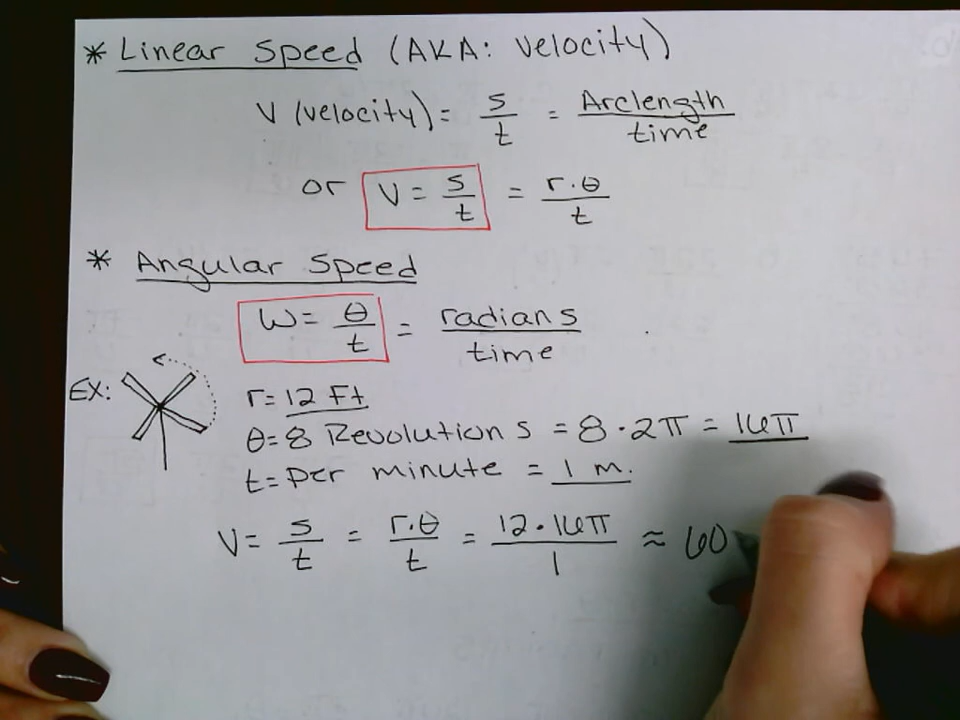 * Linear Speed (AKA: Velocity)
V (velocity) = s/t = Arclength/time
or V = s/t = r·θ/t
* Angular Speed
W = θ/t = radians/time
EX:
r = 12 Ft
θ = 8 Revolutions = 8 · 2π = 16π
t = per minute = 1 m.
V = s/t = r·θ/t = 12 · 16π/1 ≈ 60